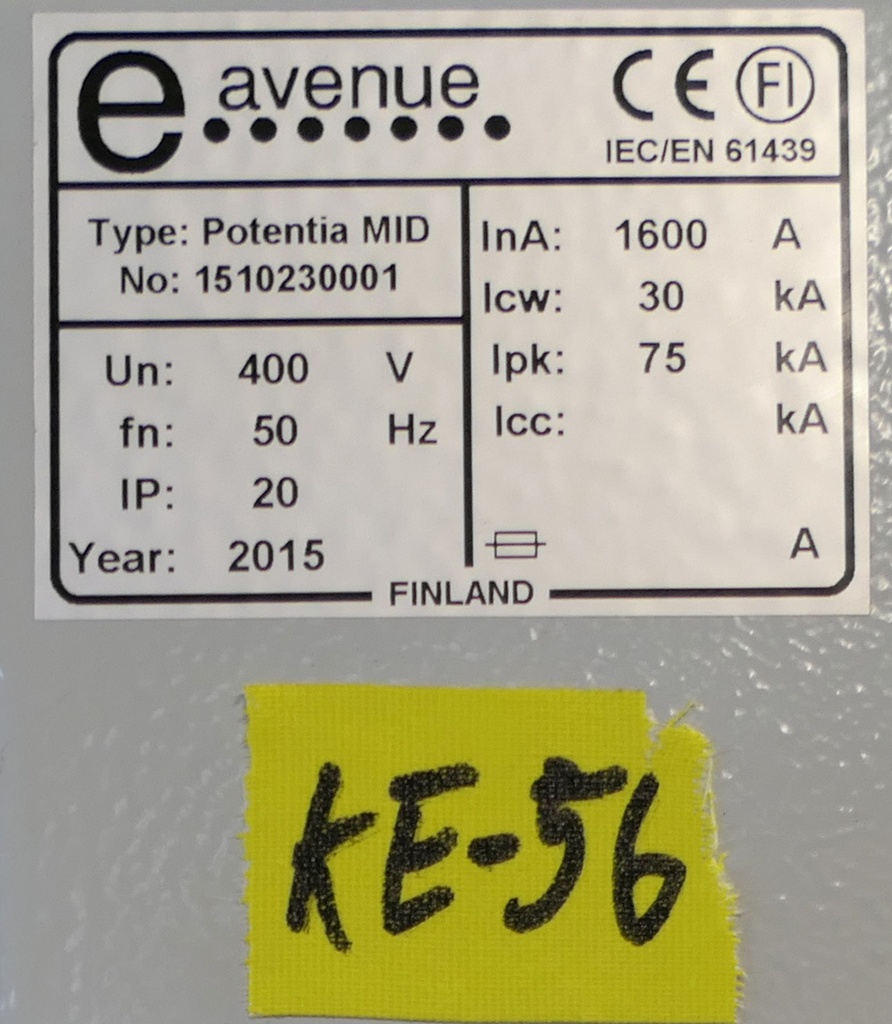 e avenue
CE FI
IEC/EN 61439
Type: Potentia MID
No: 1510230001
Un: 400 V
fn: 50 Hz
IP: 20
Year: 2015
InA: 1600 A
Icw: 30 kA
Ipk: 75 kA
Icc: kA
A
FINLAND
KE-56